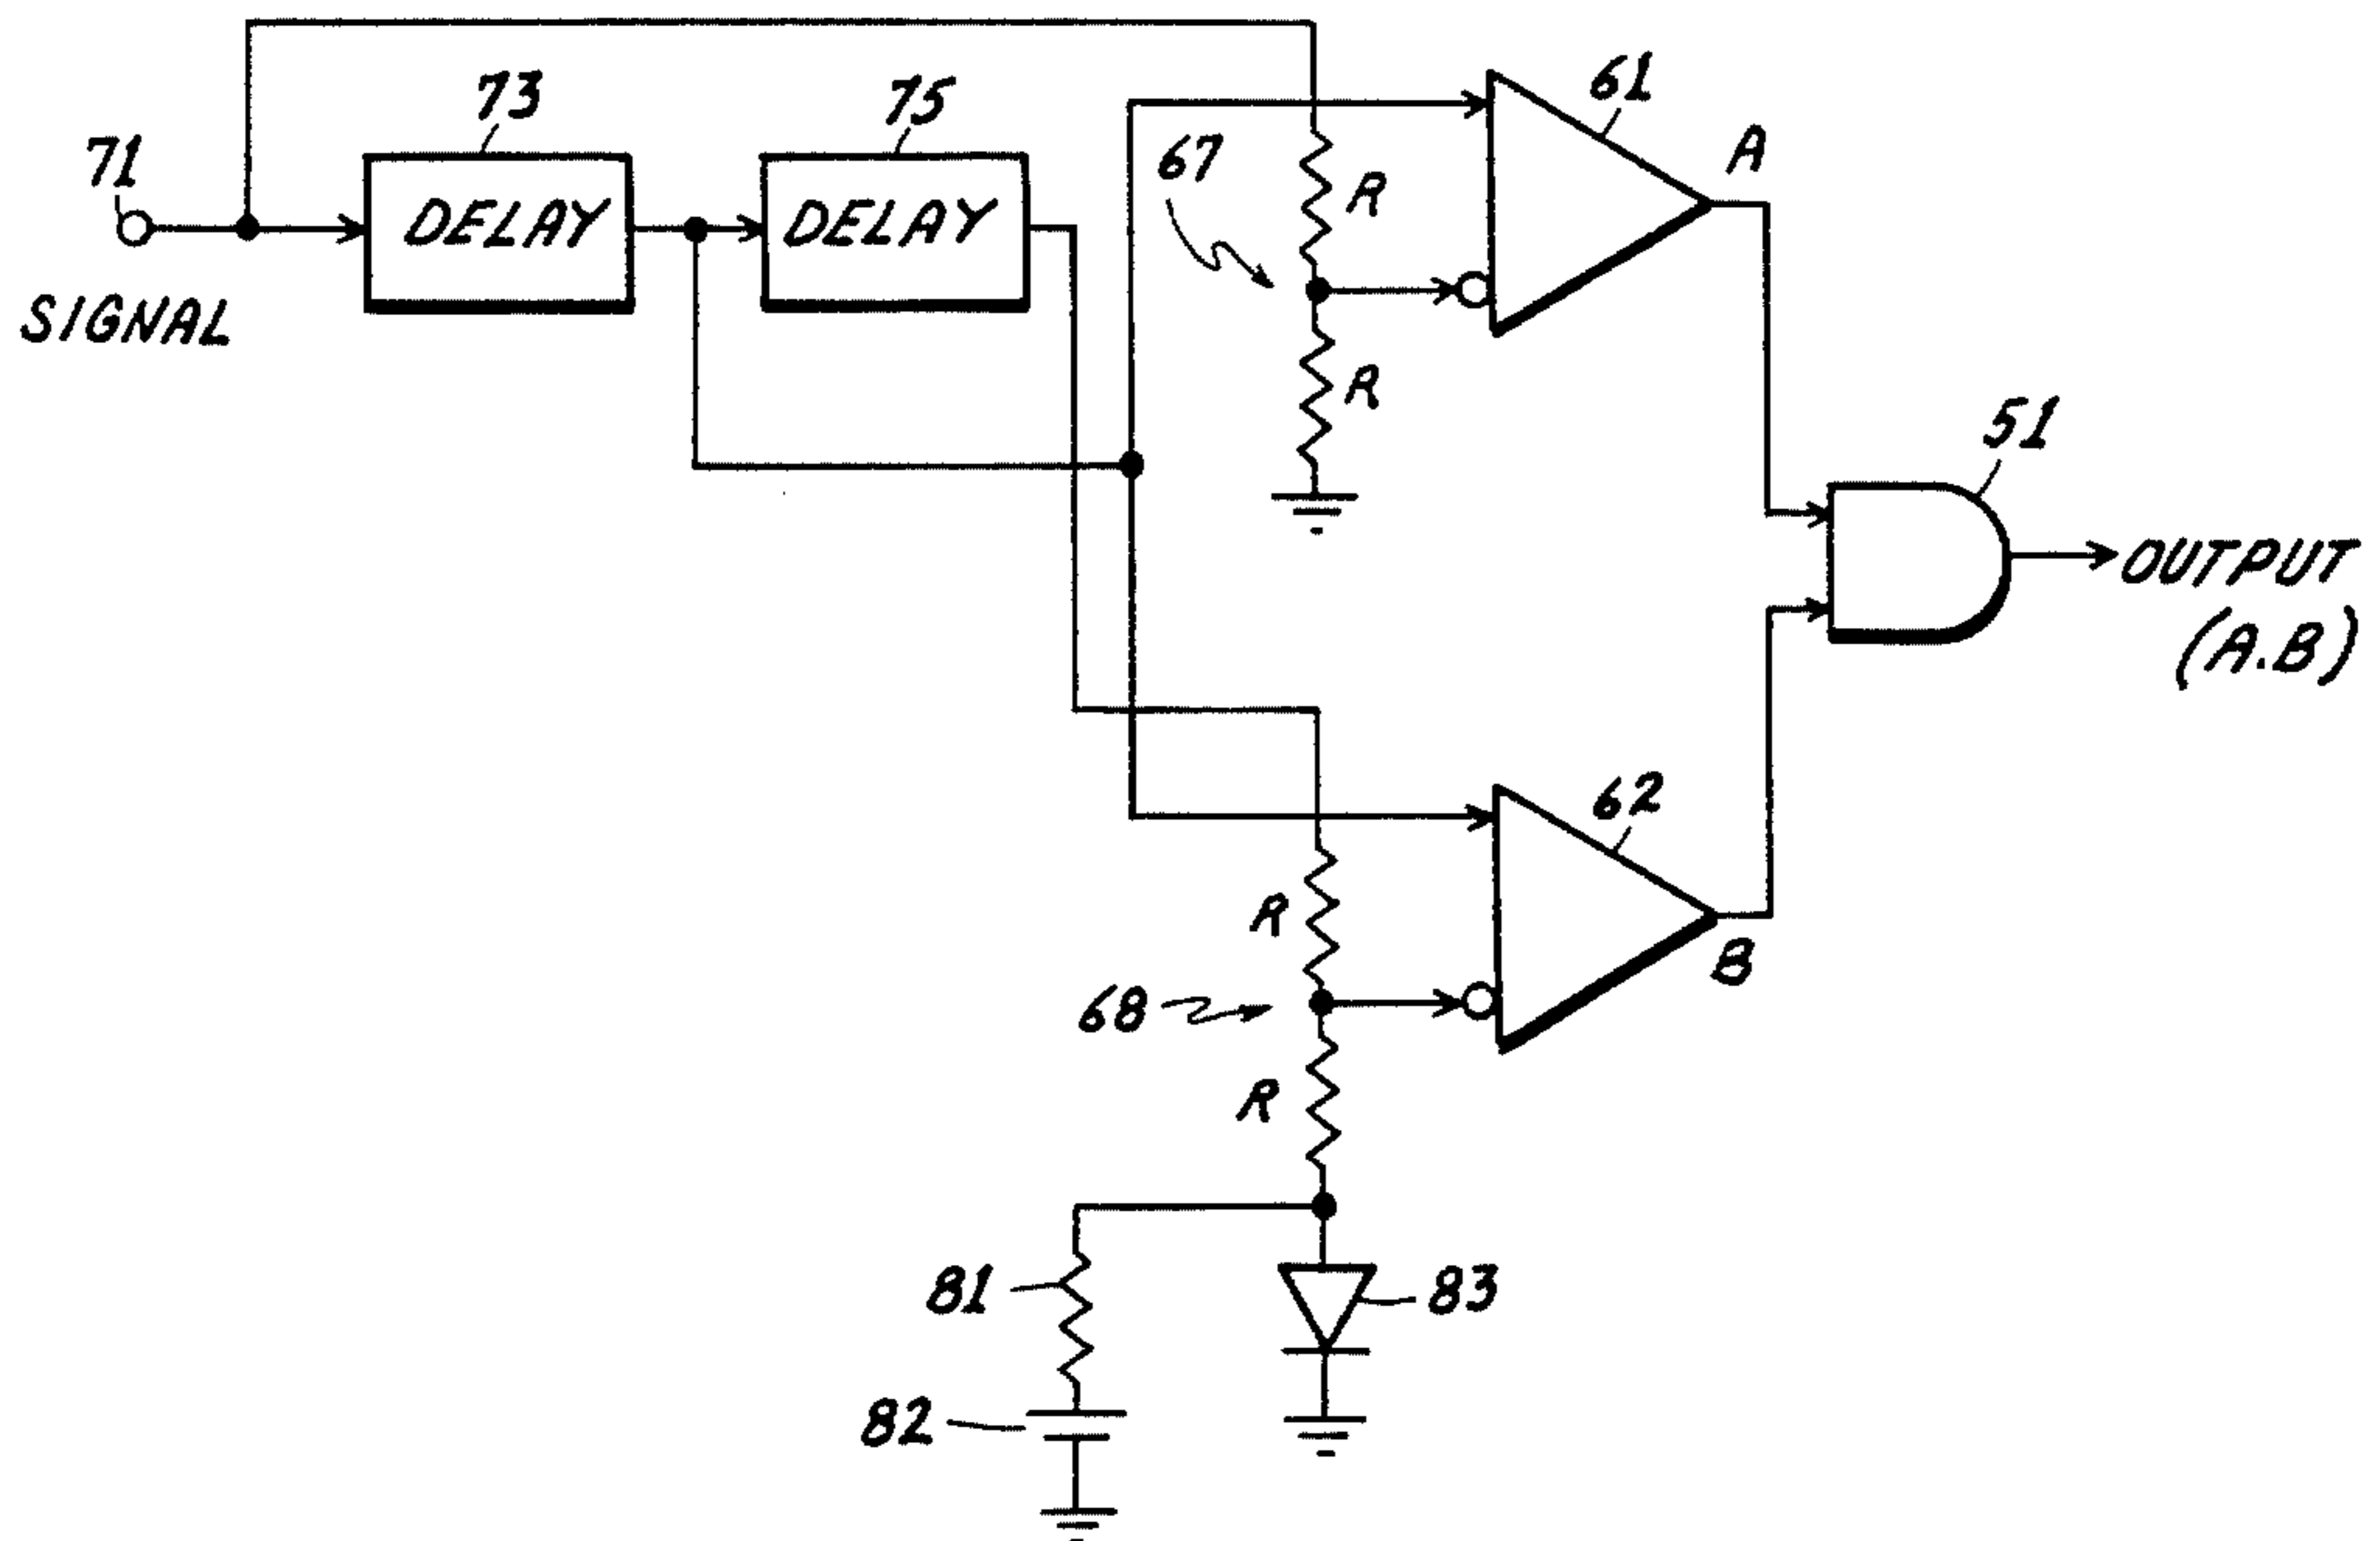 73
75
61
71
67
A
R
DELAY
DELAY
SIGNAL
R
51
OUTPUT
(A.B)
62
R
B
68
R
81
83
82